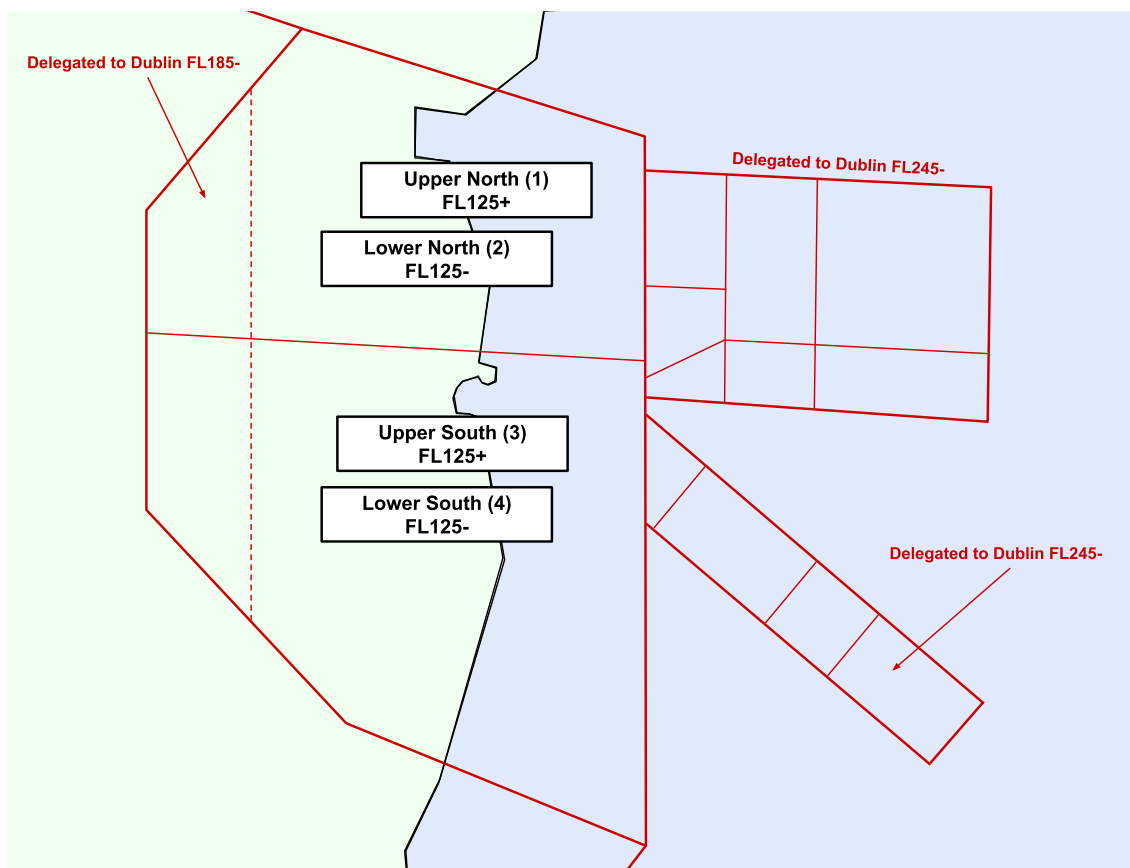 Delegated to Dublin FL185-
Delegated to Dublin FL245-
Upper North (1)
FL125+
Lower North (2)
FL125-
Upper South (3)
FL125+
Lower South (4)
FL125-
Delegated to Dublin FL245-